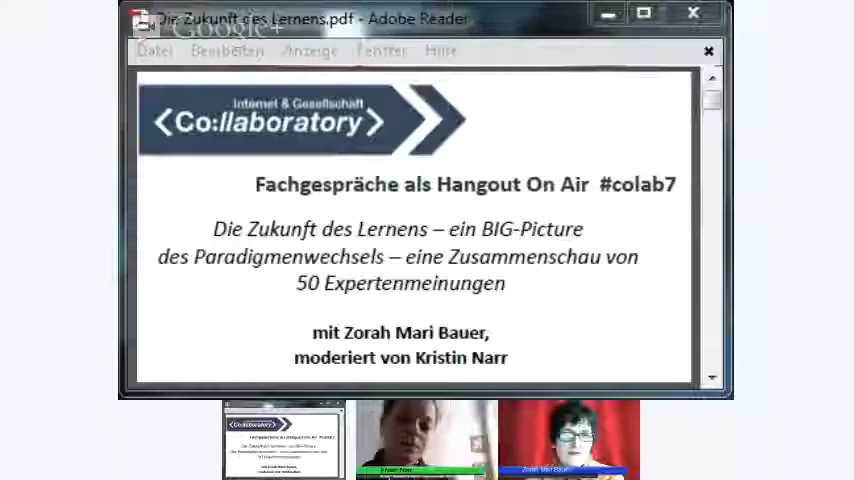 Die Zukunft des Lernens.pdf - Adobe Reader
Google+
Datei Bearbeiten Anzeige Fenster Hilfe
Internet & Gesellschaft
<Co:llaboratory>
Fachgespräche als Hangout On Air #colab7
Die Zukunft des Lernens – ein BIG-Picture
des Paradigmenwechsels – eine Zusammenschau von
50 Expertenmeinungen
mit Zorah Mari Bauer,
moderiert von Kristin Narr
Kristin Narr
Zorah Mari Bauer